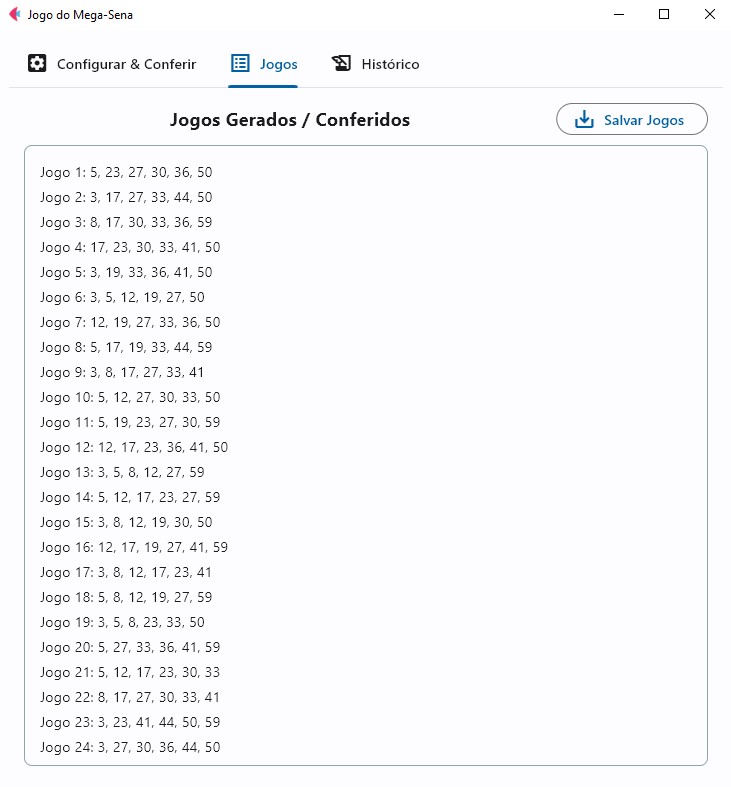 Jogo do Mega-Sena
Configurar & Conferir
Jogos
Histórico
Jogos Gerados / Conferidos
Salvar Jogos
Jogo 1: 5, 23, 27, 30, 36, 50
Jogo 2: 3, 17, 27, 33, 44, 50
Jogo 3: 8, 17, 30, 33, 36, 59
Jogo 4: 17, 23, 30, 33, 41, 50
Jogo 5: 3, 19, 33, 36, 41, 50
Jogo 6: 3, 5, 12, 19, 27, 50
Jogo 7: 12, 19, 27, 33, 36, 50
Jogo 8: 5, 17, 19, 33, 44, 59
Jogo 9: 3, 8, 17, 27, 33, 41
Jogo 10: 5, 12, 27, 30, 33, 50
Jogo 11: 5, 19, 23, 27, 30, 59
Jogo 12: 12, 17, 23, 36, 41, 50
Jogo 13: 3, 5, 8, 12, 27, 59
Jogo 14: 5, 12, 17, 23, 27, 59
Jogo 15: 3, 8, 12, 19, 30, 50
Jogo 16: 12, 17, 19, 27, 41, 59
Jogo 17: 3, 8, 12, 17, 23, 41
Jogo 18: 5, 8, 12, 19, 27, 59
Jogo 19: 3, 5, 8, 23, 33, 50
Jogo 20: 5, 27, 33, 36, 41, 59
Jogo 21: 5, 12, 17, 23, 30, 33
Jogo 22: 8, 17, 27, 30, 33, 41
Jogo 23: 3, 23, 41, 44, 50, 59
Jogo 24: 3, 27, 30, 36, 44, 50